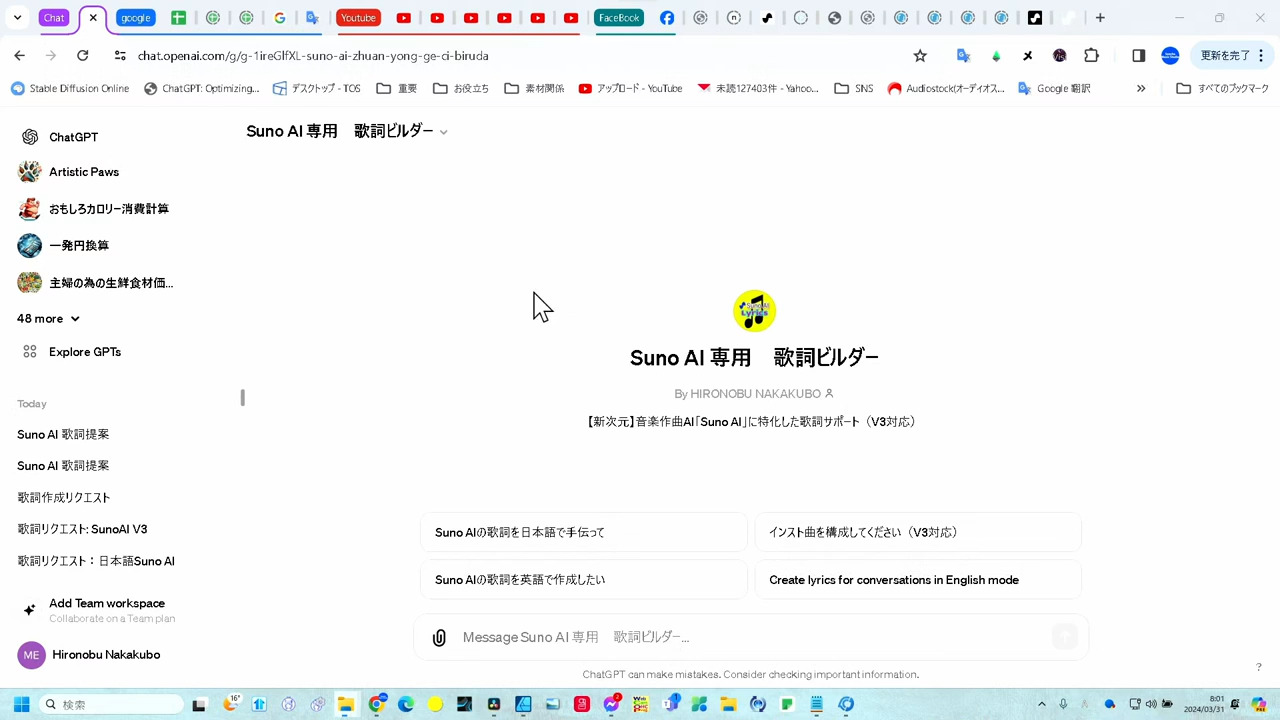 Chat
google
Youtube
FaceBook
chat.openai.com/g/g-1ireGlfXL-suno-ai-zhuan-yong-ge-ci-biruda
更新を完了
Stable Diffusion Online
ChatGPT: Optimizing...
デスクトップ - TOS
重要
お役立ち
素材関係
アップロード - YouTube
未読127403件 - Yahoo...
SNS
Audiostock(オーディオス...
Google 翻訳
すべてのブックマーク
ChatGPT
Artistic Paws
おもしろカロリー消費計算
一発円換算
主婦の為の生鮮食材価...
48 more
Explore GPTs
Today
Suno AI 歌詞提案
Suno AI 歌詞提案
歌詞作成リクエスト
歌詞リクエスト: SunoAI V3
歌詞リクエスト：日本語Suno AI
Add Team workspace
Collaborate on a Team plan
ME
Hironobu Nakakubo
Suno AI 専用　歌詞ビルダー
Suno AI
Lyrics
Suno AI 専用　歌詞ビルダー
By HIRONOBU NAKAKUBO
【新次元】音楽作曲AI「Suno AI」に特化した歌詞サポート（V3対応）
Suno AIの歌詞を日本語で手伝って
インスト曲を構成してください（V3対応）
Suno AIの歌詞を英語で作成したい
Create lyrics for conversations in English mode
Message Suno AI 専用　歌詞ビルダー…
ChatGPT can make mistakes. Consider checking important information.
?
検索
16°
2
1
8:01
2024/03/31